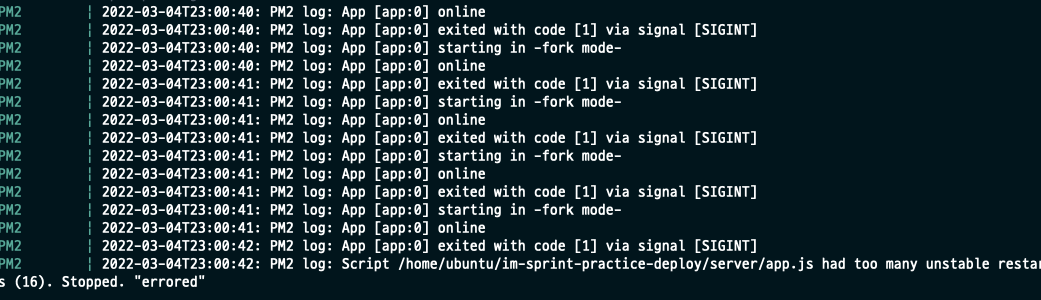 PM2 | 2022-03-04T23:00:40: PM2 log: App [app:0] online
PM2 | 2022-03-04T23:00:40: PM2 log: App [app:0] exited with code [1] via signal [SIGINT]
PM2 | 2022-03-04T23:00:40: PM2 log: App [app:0] starting in -fork mode-
PM2 | 2022-03-04T23:00:40: PM2 log: App [app:0] online
PM2 | 2022-03-04T23:00:41: PM2 log: App [app:0] exited with code [1] via signal [SIGINT]
PM2 | 2022-03-04T23:00:41: PM2 log: App [app:0] starting in -fork mode-
PM2 | 2022-03-04T23:00:41: PM2 log: App [app:0] online
PM2 | 2022-03-04T23:00:41: PM2 log: App [app:0] exited with code [1] via signal [SIGINT]
PM2 | 2022-03-04T23:00:41: PM2 log: App [app:0] starting in -fork mode-
PM2 | 2022-03-04T23:00:41: PM2 log: App [app:0] online
PM2 | 2022-03-04T23:00:41: PM2 log: App [app:0] exited with code [1] via signal [SIGINT]
PM2 | 2022-03-04T23:00:41: PM2 log: App [app:0] starting in -fork mode-
PM2 | 2022-03-04T23:00:41: PM2 log: App [app:0] online
PM2 | 2022-03-04T23:00:42: PM2 log: App [app:0] exited with code [1] via signal [SIGINT]
PM2 | 2022-03-04T23:00:42: PM2 log: Script /home/ubuntu/im-sprint-practice-deploy/server/app.js had too many unstable restar
s (16). Stopped. "errored"